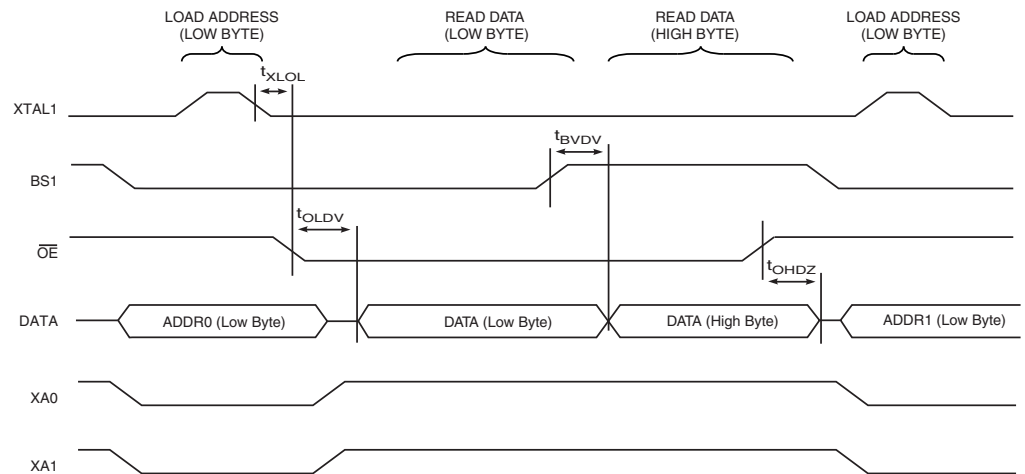 LOAD ADDRESS
(LOW BYTE)
READ DATA
(LOW BYTE)
READ DATA
(HIGH BYTE)
LOAD ADDRESS
(LOW BYTE)
tXLOL
XTAL1
tBVDV
BS1
tOLDV
OE
tOHDZ
DATA
ADDR0 (Low Byte)
DATA (Low Byte)
DATA (High Byte)
ADDR1 (Low Byte)
XA0
XA1